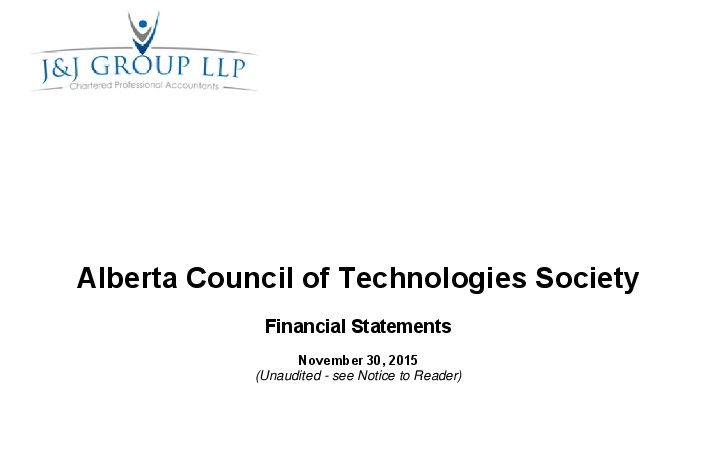 J&J GROUP LLP
Chartered Professional Accountants
Alberta Council of Technologies Society
Financial Statements
November 30, 2015
(Unaudited - see Notice to Reader)